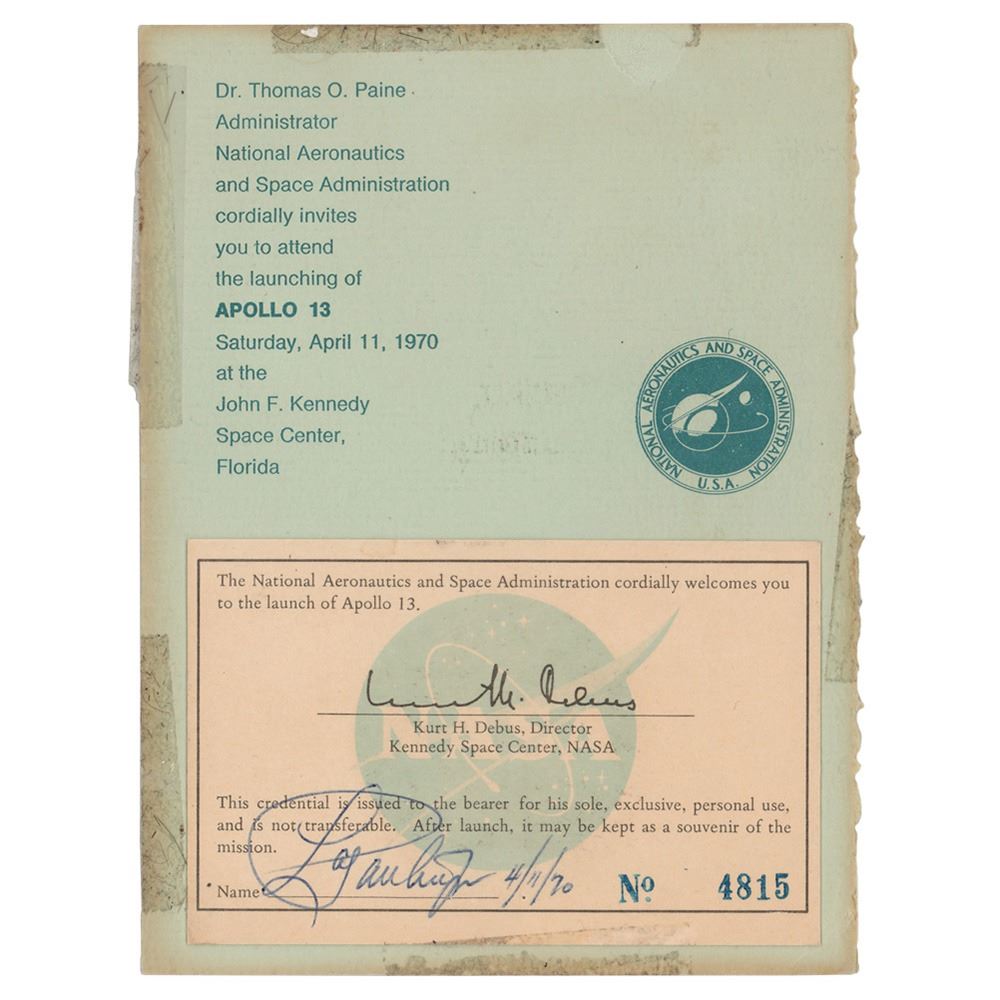 Dr. Thomas O. Paine
Administrator
National Aeronautics
and Space Administration
cordially invites
you to attend
the launching of
APOLLO 13
Saturday, April 11, 1970
at the
John F. Kennedy
Space Center,
Florida
NATIONAL AERONAUTICS AND SPACE ADMINISTRATION
U.S.A.
The National Aeronautics and Space Administration cordially welcomes you
to the launch of Apollo 13.
NASA
Kurt H. Debus, Director
Kennedy Space Center, NASA
This credential is issued to the bearer for his sole, exclusive, personal use,
and is not transferable. After launch, it may be kept as a souvenir of the
mission.
Name 4/11/70 Nº 4815